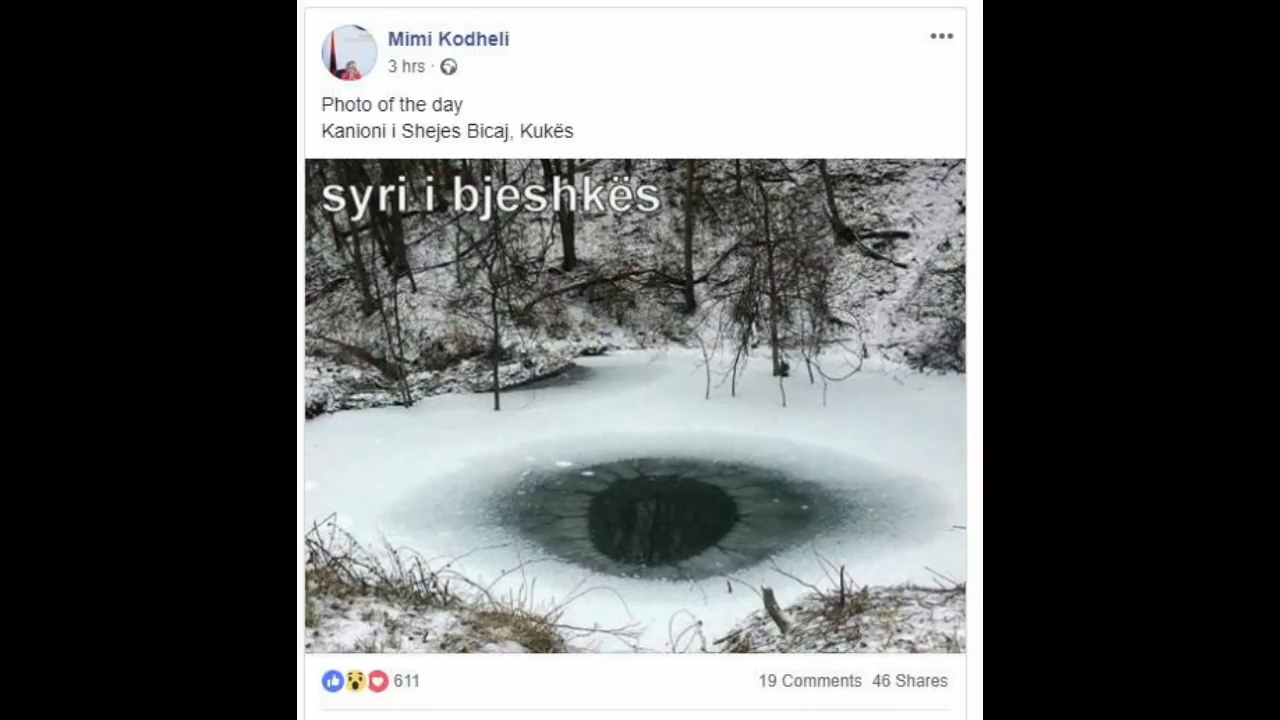 Mimi Kodheli
3 hrs ·
Photo of the day
Kanioni i Shejes Bicaj, Kukës
syri i bjeshkës
611
19 Comments 46 Shares